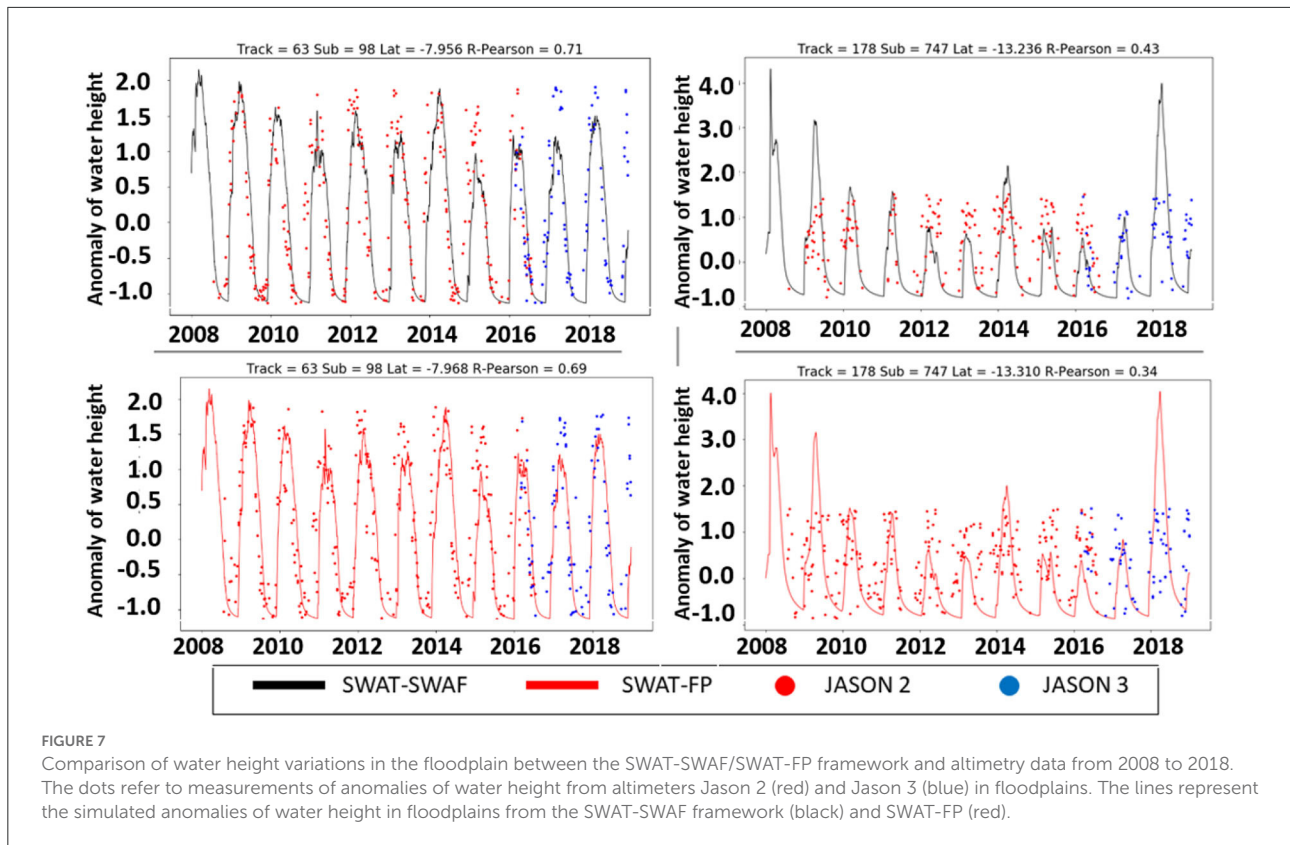 Track = 63 Sub = 98 Lat = -7.956 R-Pearson = 0.71
Anomaly of water height
2.0
1.5
1.0
0.5
0.0
-0.5
-1.0
2008 2010 2012 2014 2016 2018
Track = 178 Sub = 747 Lat = -13.236 R-Pearson = 0.43
Anomaly of water height
4.0
3.0
2.0
1.0
0.0
-1.0
2008 2010 2012 2014 2016 2018
Track = 63 Sub = 98 Lat = -7.968 R-Pearson = 0.69
Anomaly of water height
2.0
1.5
1.0
0.5
0.0
-0.5
-1.0
2008 2010 2012 2014 2016 2018
Track = 178 Sub = 747 Lat = -13.310 R-Pearson = 0.34
Anomaly of water height
4.0
3.0
2.0
1.0
0.0
-1.0
2008 2010 2012 2014 2016 2018
SWAT-SWAF SWAT-FP JASON 2 JASON 3
FIGURE 7
Comparison of water height variations in the floodplain between the SWAT-SWAF/SWAT-FP framework and altimetry data from 2008 to 2018.
The dots refer to measurements of anomalies of water height from altimeters Jason 2 (red) and Jason 3 (blue) in floodplains. The lines represent
the simulated anomalies of water height in floodplains from the SWAT-SWAF framework (black) and SWAT-FP (red).